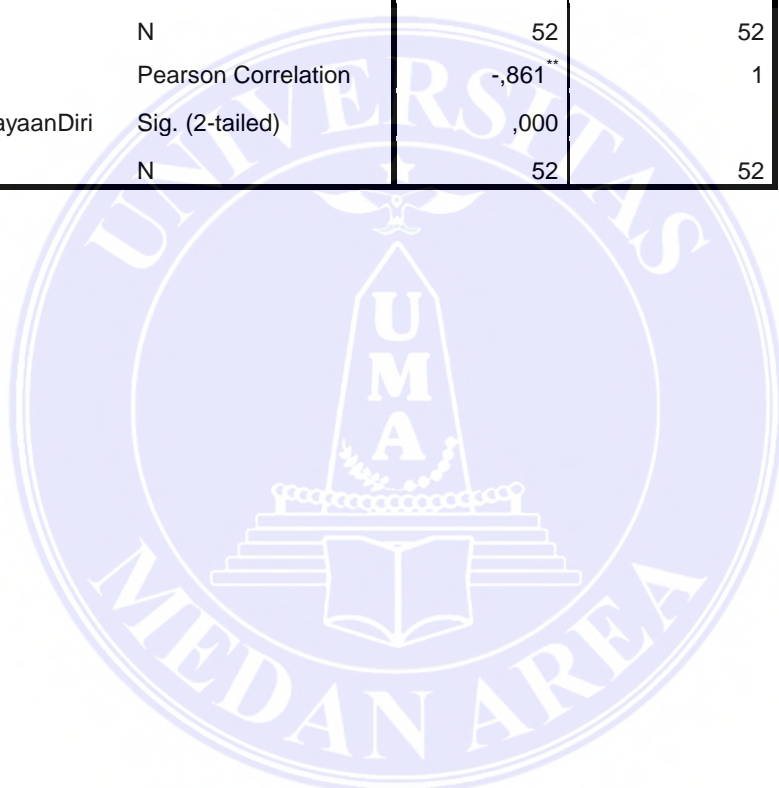 N 52 52
Pearson Correlation -,861** 1
ayaanDiri Sig. (2-tailed) ,000
N 52 52
UNIVERSITAS
UMA
MEDAN AREA